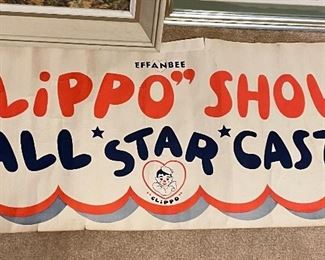 EFFANBEE
LiPPO" SHOW
ALL*STAR*CAST
"CLIPPO"